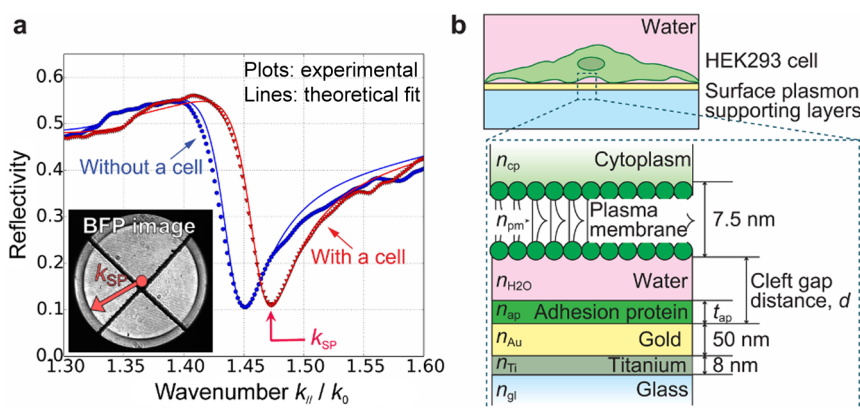 a
0.6
0.5
0.4
0.3
0.2
0.1
0.0
Reflectivity
Plots: experimental
Lines: theoretical fit
Without a cell
With a cell
BFP image
kSP
kSP
1.30
1.35
1.40
1.45
1.50
1.55
1.60
Wavenumber k// / k0
b
Water
HEK293 cell
Surface plasmon
supporting layers
ncp
Cytoplasm
npm
Plasma
membrane
7.5 nm
nH2O
Water
Cleft gap
distance, d
nap
Adhesion protein
tap
nAu
Gold
50 nm
nTi
Titanium
8 nm
ngl
Glass